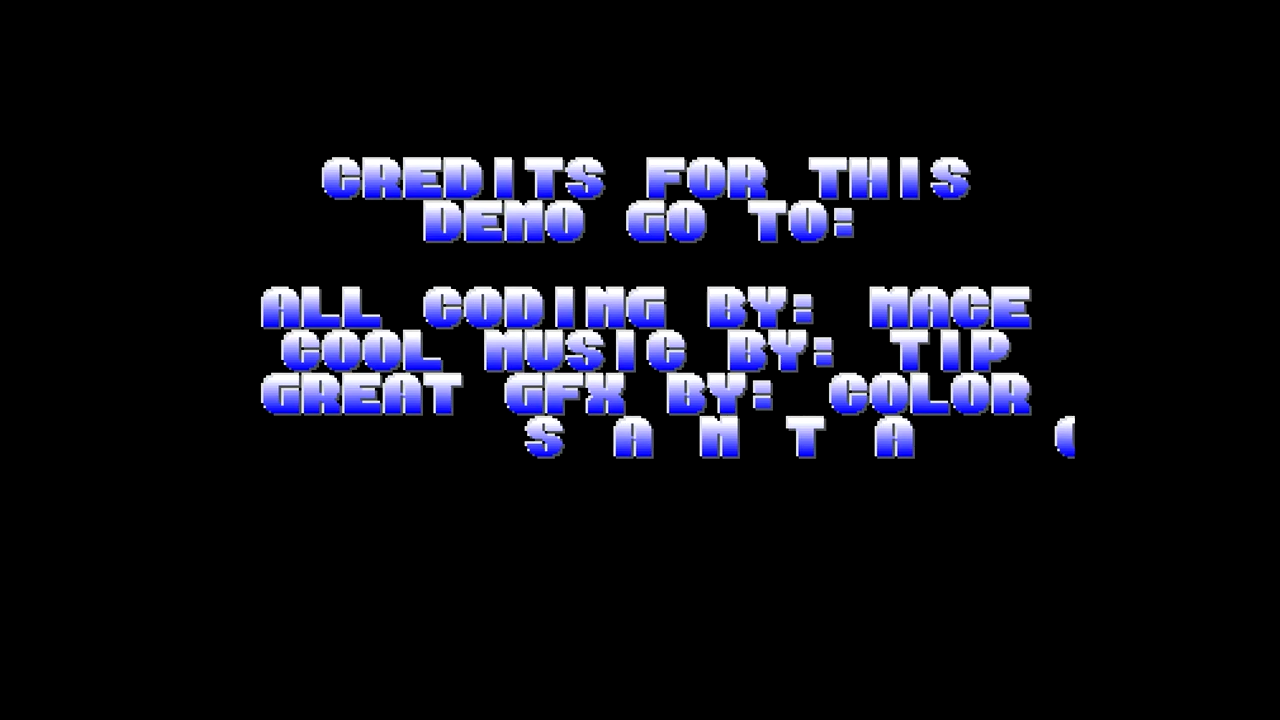 CREDITS FOR THIS
DEMO GO TO:
ALL CODING BY: MACE
COOL MUSIC BY: TIP
GREAT GFX BY: COLOR
S A N T A